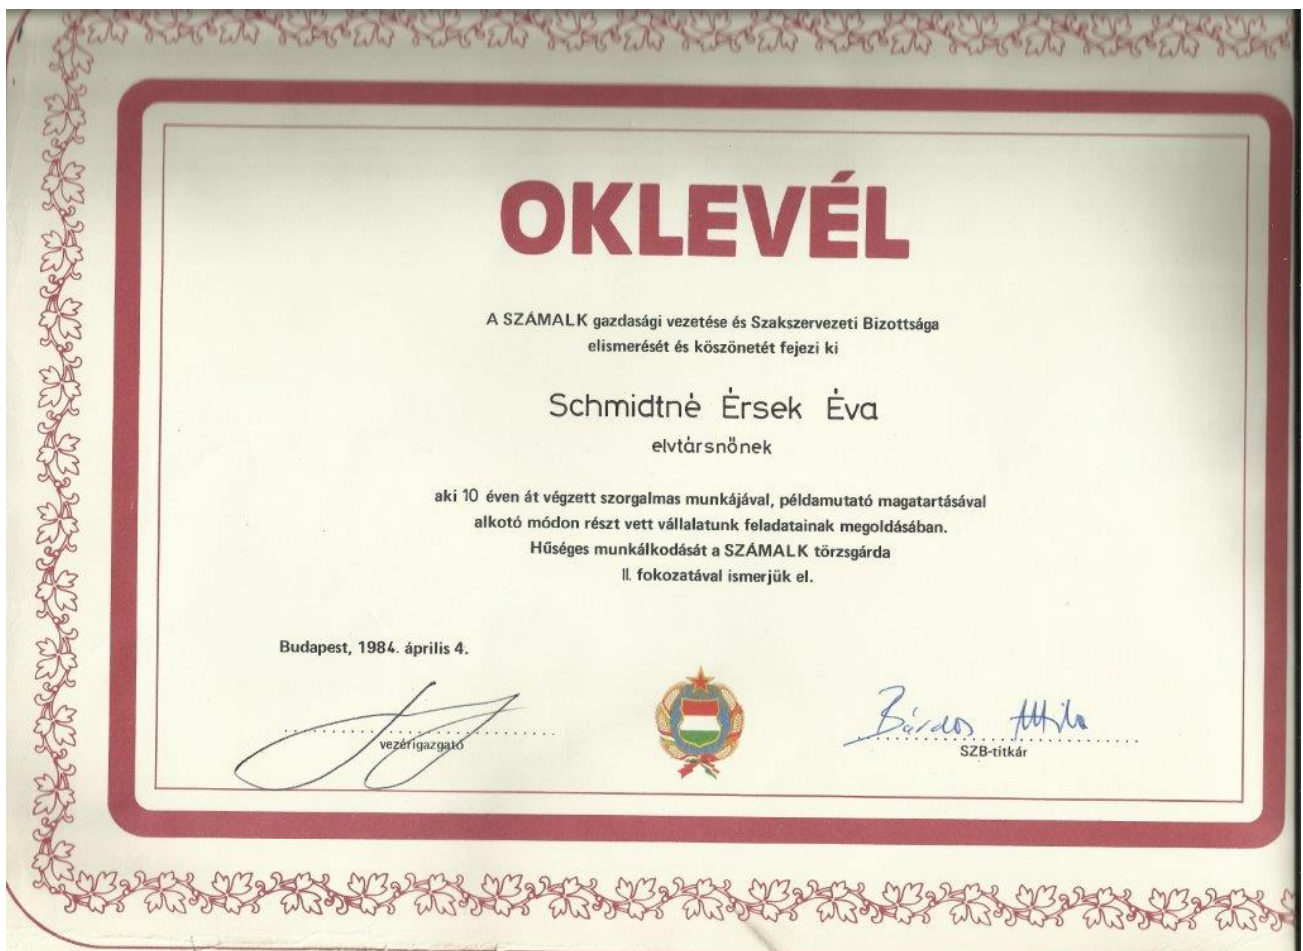 OKLEVÉL
A SZÁMALK gazdasági vezetése és Szakszervezeti Bizottsága
elismerését és köszönetét fejezi ki
Schmidtné Érsek Éva
elvtársnőnek
aki 10 éven át végzett szorgalmas munkájával, példamutató magatartásával
alkotó módon részt vett vállalatunk feladatainak megoldásában.
Hűséges munkálkodását a SZÁMALK törzsgárda
II. fokozatával ismerjük el.
Budapest, 1984. április 4.
Bárdos Attila
vezérigazgató
SZB-titkár